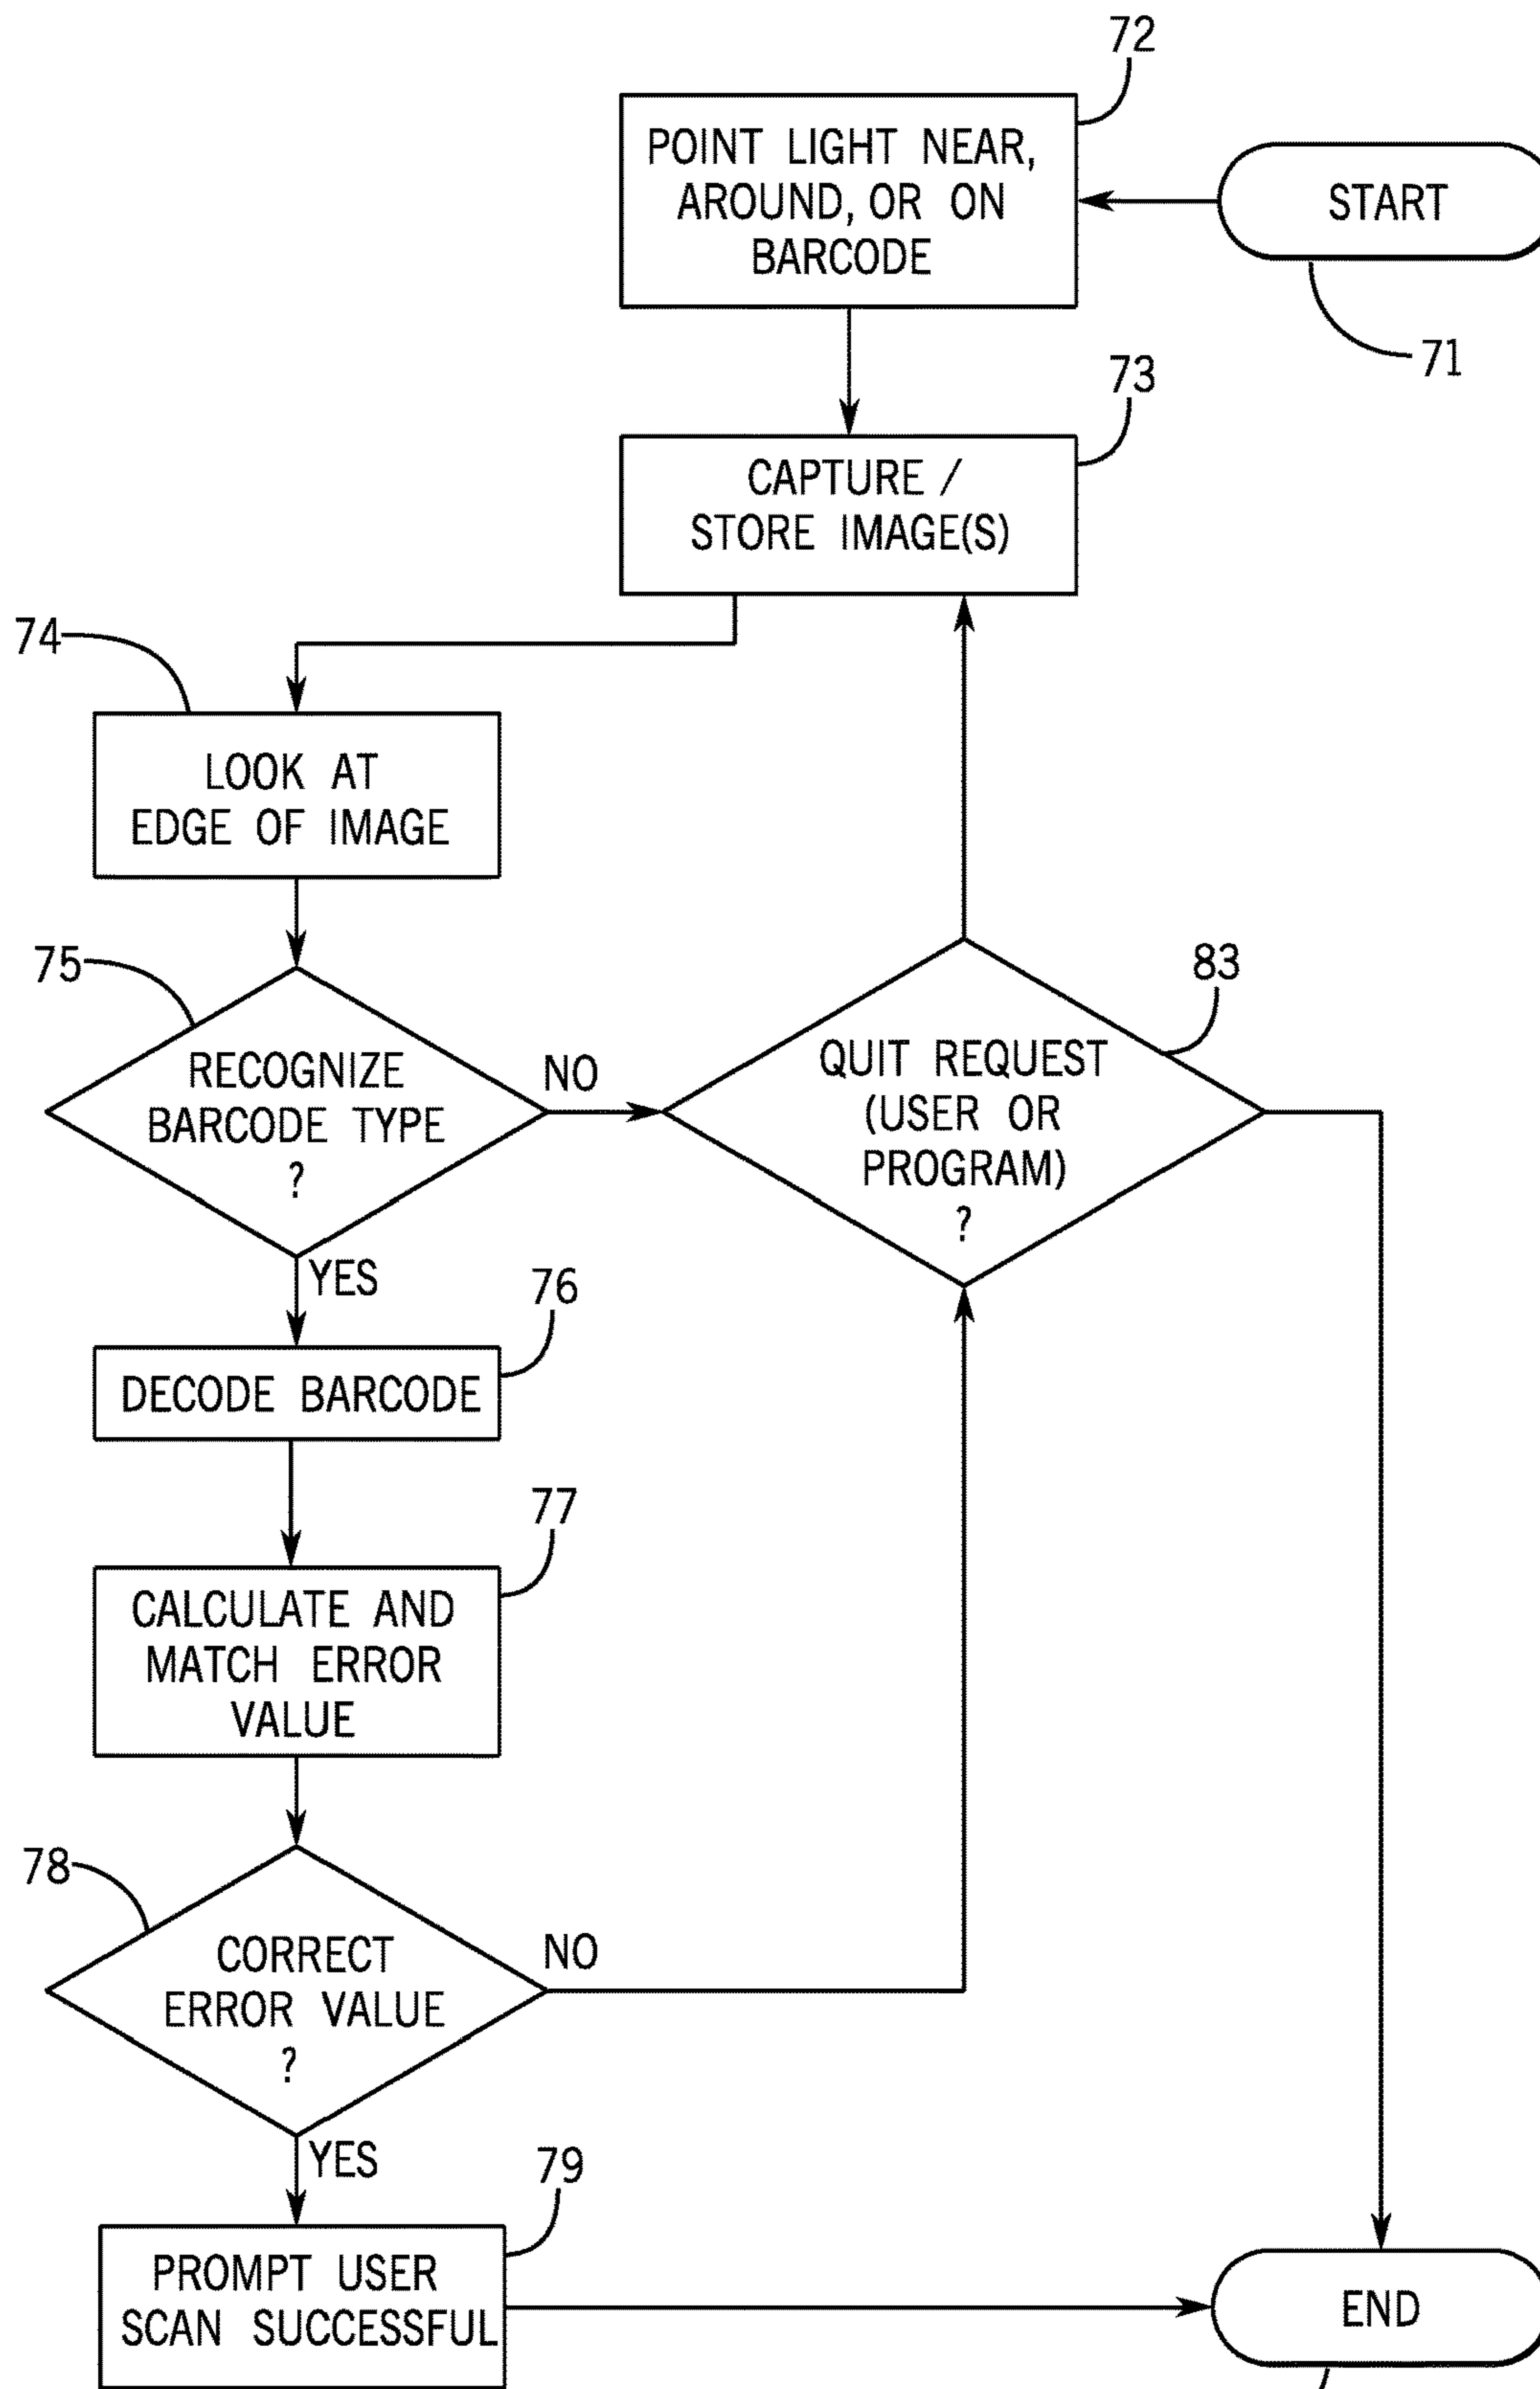 72
POINT LIGHT NEAR,
AROUND, OR ON
BARCODE
START
71
73
CAPTURE /
STORE IMAGE(S)
74
LOOK AT
EDGE OF IMAGE
75
RECOGNIZE
BARCODE TYPE
?
NO
YES
83
QUIT REQUEST
(USER OR
PROGRAM)
?
76
DECODE BARCODE
77
CALCULATE AND
MATCH ERROR
VALUE
78
CORRECT
ERROR VALUE
?
NO
YES
79
PROMPT USER
SCAN SUCCESSFUL
END